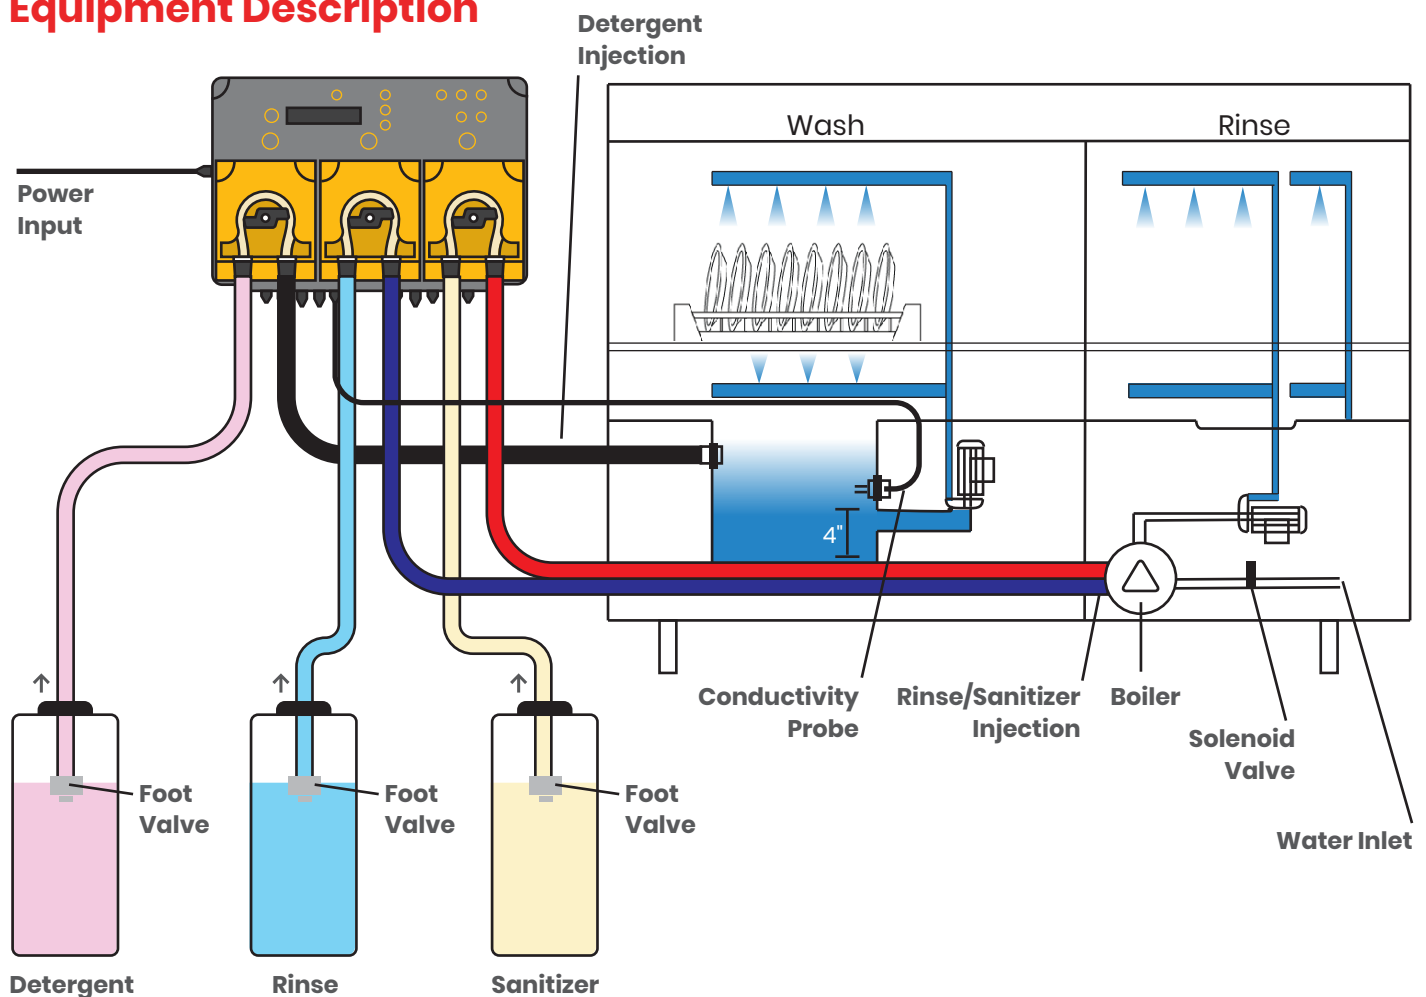 Equipment Description
Detergent
Injection
Wash
Rinse
Power
Input
4"
Conductivity
Probe
Rinse/Sanitizer
Injection
Boiler
Solenoid
Valve
Water Inlet
Foot
Valve
Foot
Valve
Foot
Valve
Detergent
Rinse
Sanitizer